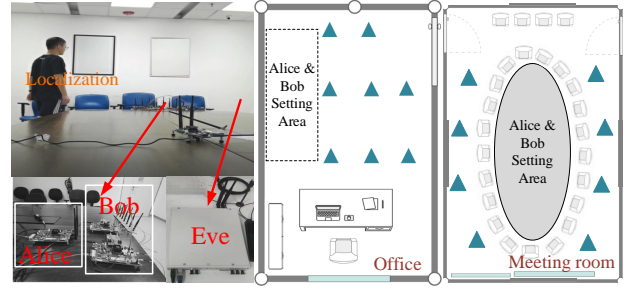 Localization
Bob
Alice
Eve
Alice &
Bob
Setting
Area
Office
Alice &
Bob
Setting
Area
Meeting room